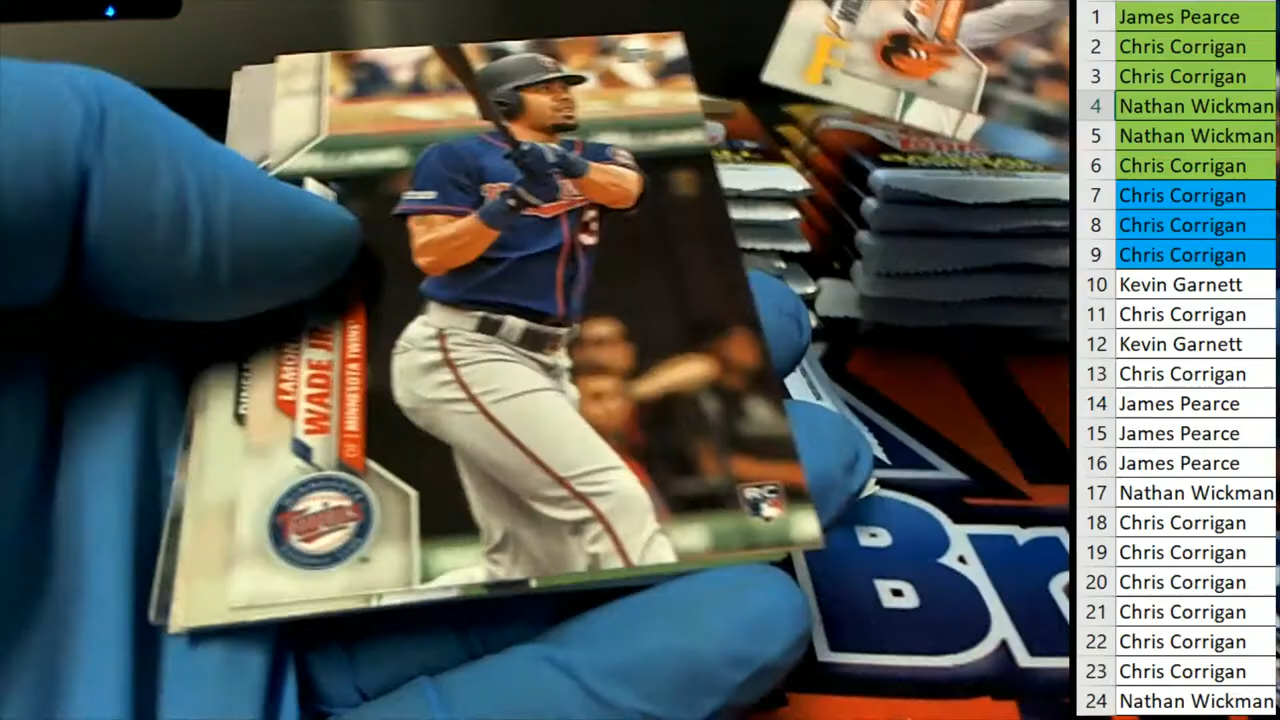 LAMON
WADE JR.
OF | MINNESOTA TWINS
Twins
3
RC
Br
1 James Pearce
2 Chris Corrigan
3 Chris Corrigan
4 Nathan Wickman
5 Nathan Wickman
6 Chris Corrigan
7 Chris Corrigan
8 Chris Corrigan
9 Chris Corrigan
10 Kevin Garnett
11 Chris Corrigan
12 Kevin Garnett
13 Chris Corrigan
14 James Pearce
15 James Pearce
16 James Pearce
17 Nathan Wickman
18 Chris Corrigan
19 Chris Corrigan
20 Chris Corrigan
21 Chris Corrigan
22 Chris Corrigan
23 Chris Corrigan
24 Nathan Wickman